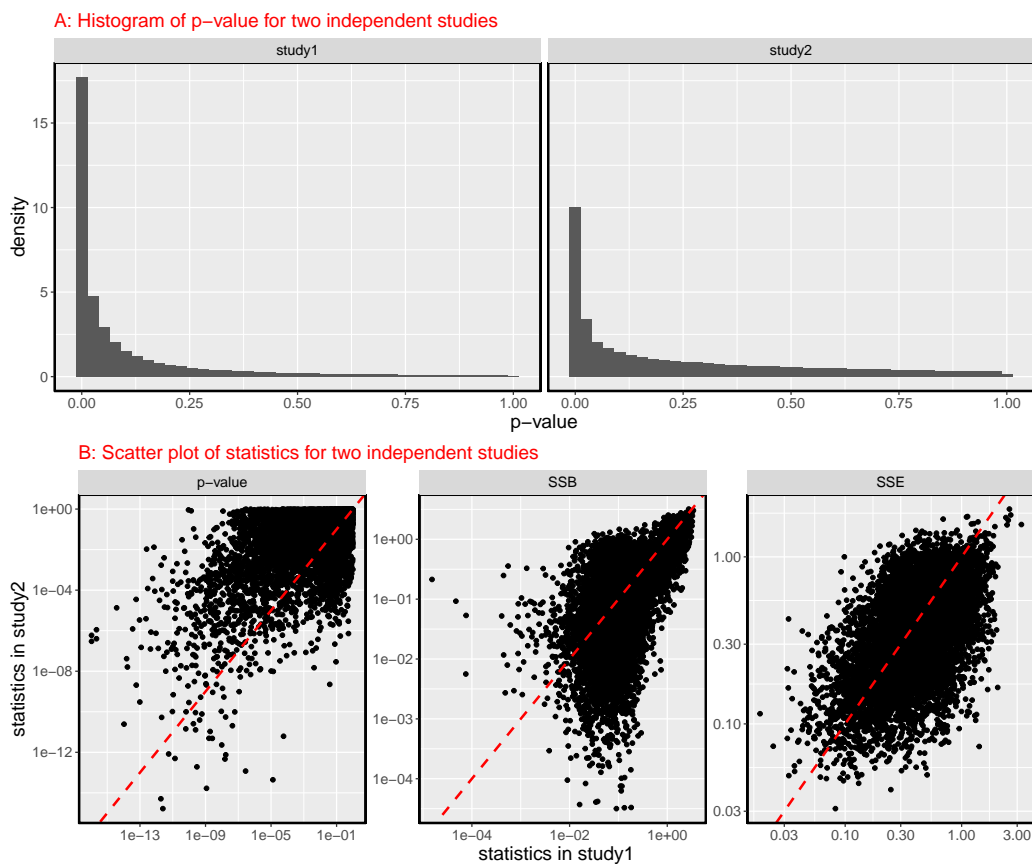 A: Histogram of p−value for two independent studies
study1 study2
15
10
5
0
density
0.00 0.25 0.50 0.75 1.00 0.00 0.25 0.50 0.75 1.00
p−value
B: Scatter plot of statistics for two independent studies
p−value SSB SSE
1e+00
1e−04
1e−08
1e−12
1e+00
1e−01
1e−02
1e−03
1e−04
1.00
0.30
0.10
0.03
statistics in study2
1e−13 1e−09 1e−05 1e−01 1e−04 1e−02 1e+00 0.03 0.10 0.30 1.00 3.00
statistics in study1